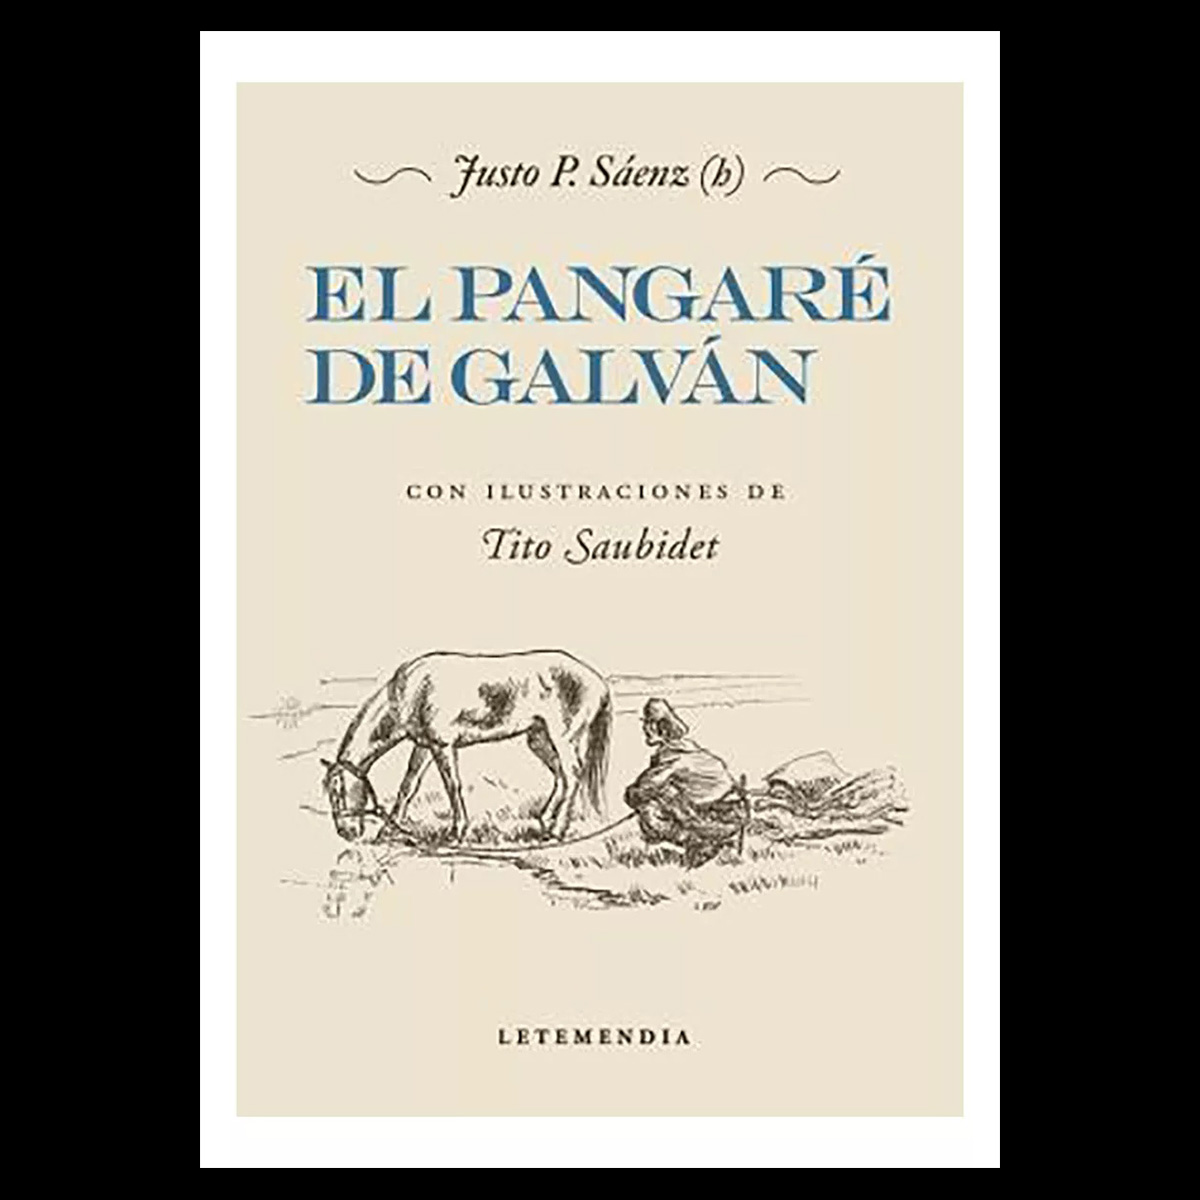 Justo P. Sáenz (h)
EL PANGARÉ
DE GALVÁN
CON ILUSTRACIONES DE
Tito Saubidet
LETEMENDIA